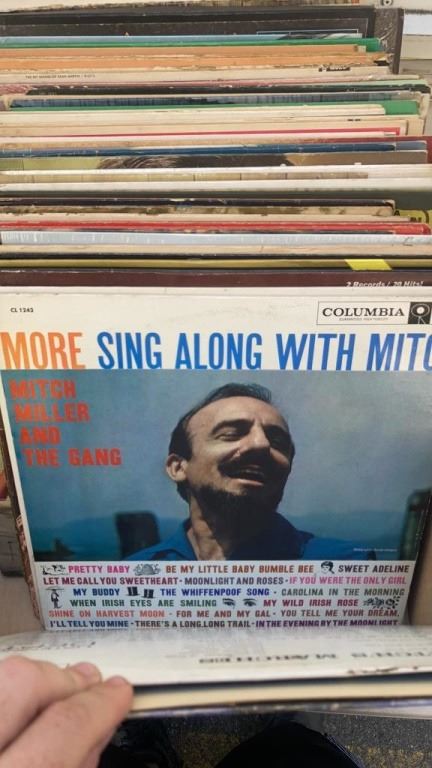 2 Records / 20 Hits!
CL 1243
COLUMBIA
MORE SING ALONG WITH MITC
MITCH
MILLER
AND
THE GANG
PRETTY BABY BE MY LITTLE BABY BUMBLE BEE SWEET ADELINE
LET ME CALL YOU SWEETHEART • MOONLIGHT AND ROSES • IF YOU WERE THE ONLY GIRL
MY BUDDY THE WHIFFENPOOF SONG • CAROLINA IN THE MORNING
WHEN IRISH EYES ARE SMILING MY WILD IRISH ROSE
SHINE ON HARVEST MOON • FOR ME AND MY GAL • YOU TELL ME YOUR DREAM,
I'LL TELL YOU MINE • THERE'S A LONG, LONG TRAIL • IN THE EVENING BY THE MOONLIGHT
MARCHES